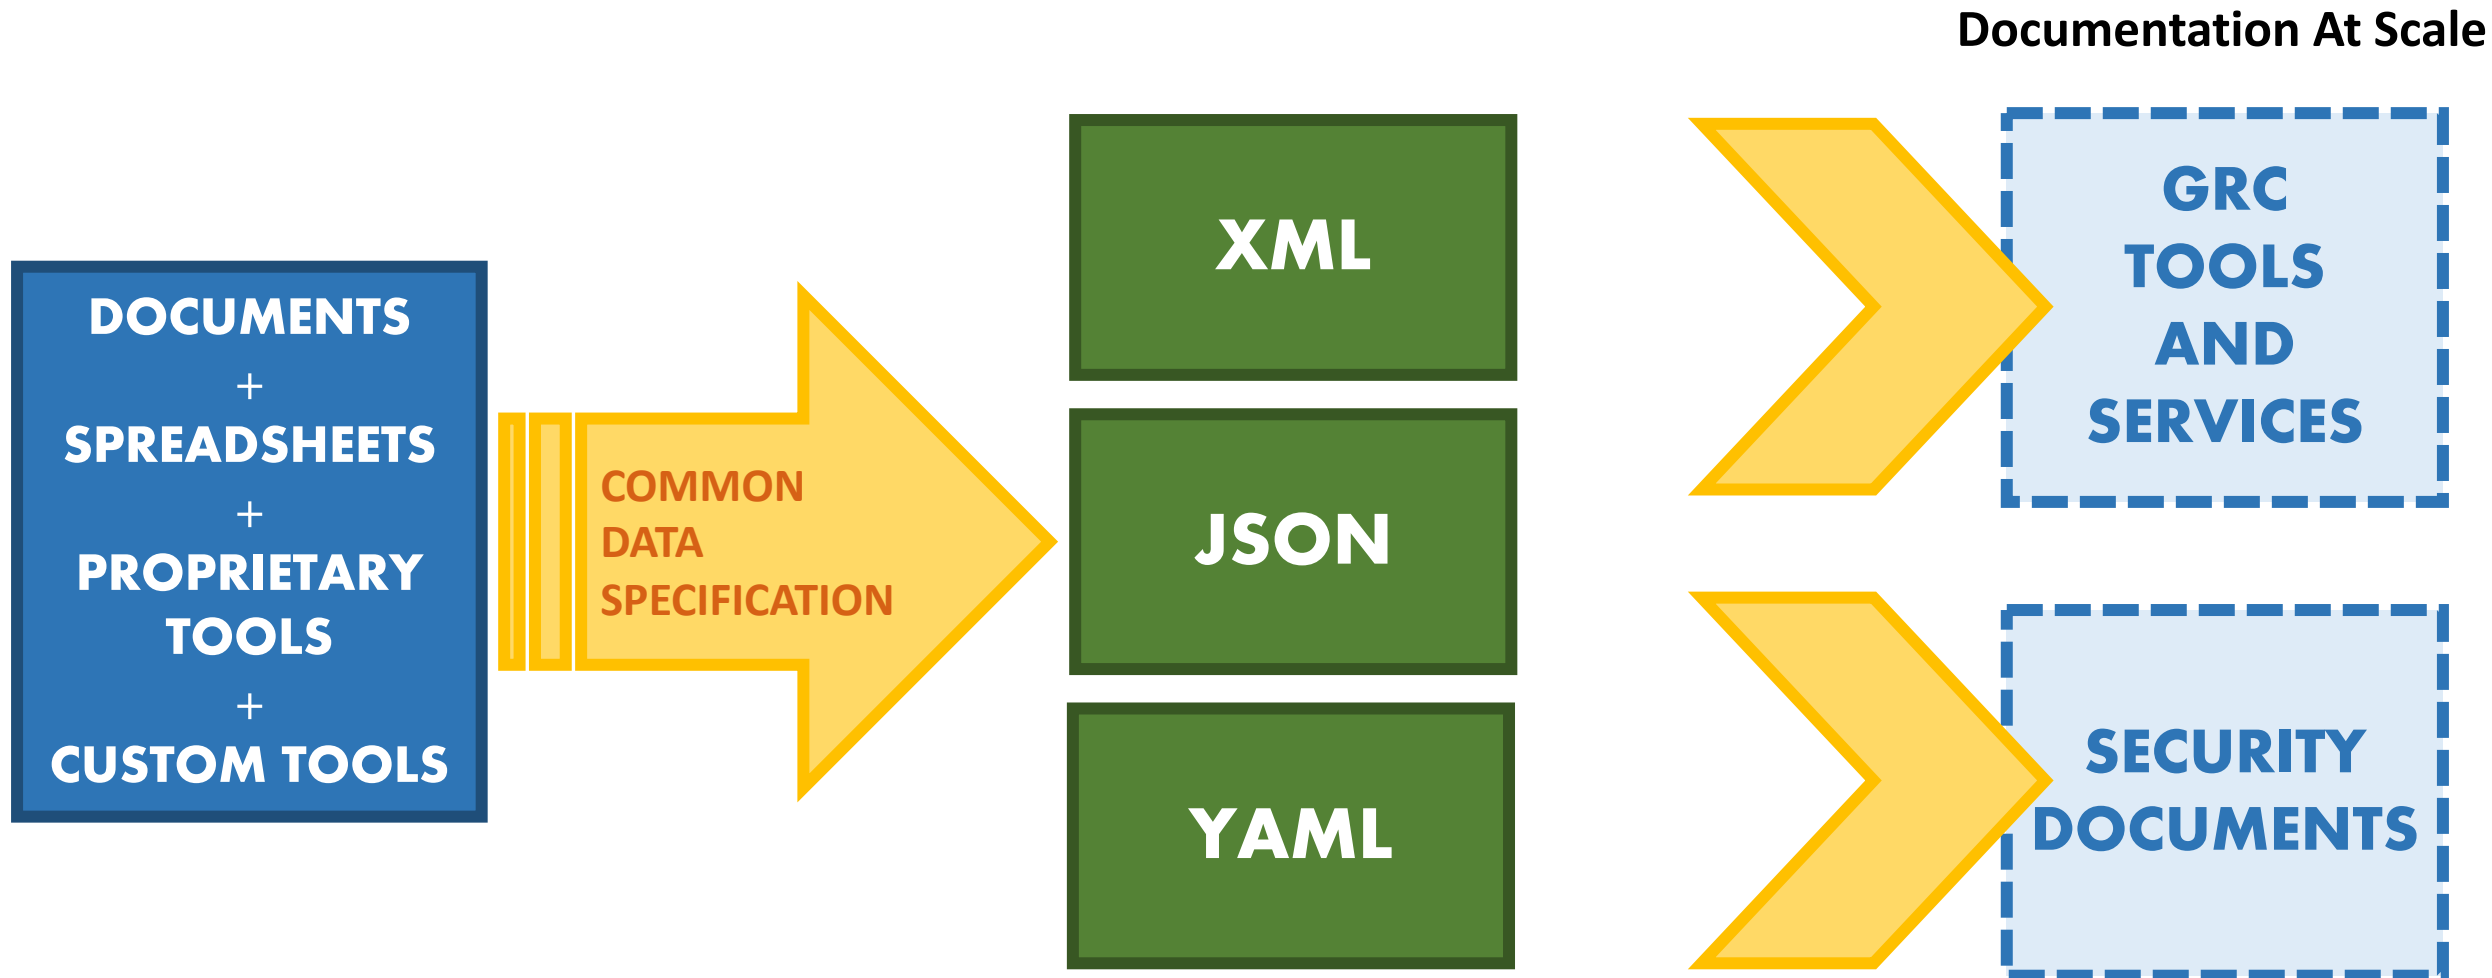 Documentation At Scale
DOCUMENTS
+
SPREADSHEETS
+
PROPRIETARY
TOOLS
+
CUSTOM TOOLS
COMMON
DATA
SPECIFICATION
XML
JSON
YAML
GRC
TOOLS
AND
SERVICES
SECURITY
DOCUMENTS